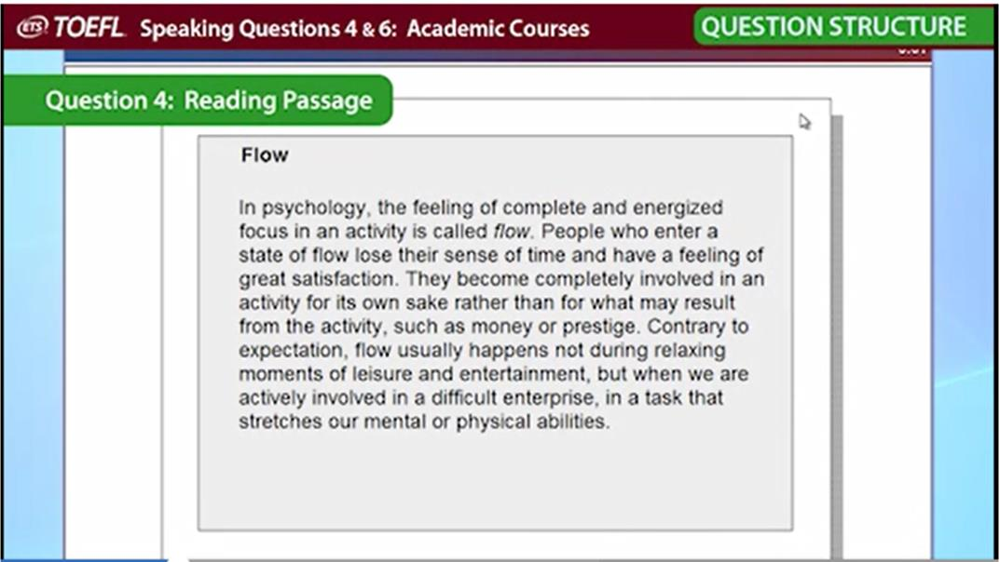 ETS TOEFL Speaking Questions 4 & 6: Academic Courses
QUESTION STRUCTURE
Question 4: Reading Passage
Flow
In psychology, the feeling of complete and energized
focus in an activity is called flow. People who enter a
state of flow lose their sense of time and have a feeling of
great satisfaction. They become completely involved in an
activity for its own sake rather than for what may result
from the activity, such as money or prestige. Contrary to
expectation, flow usually happens not during relaxing
moments of leisure and entertainment, but when we are
actively involved in a difficult enterprise, in a task that
stretches our mental or physical abilities.